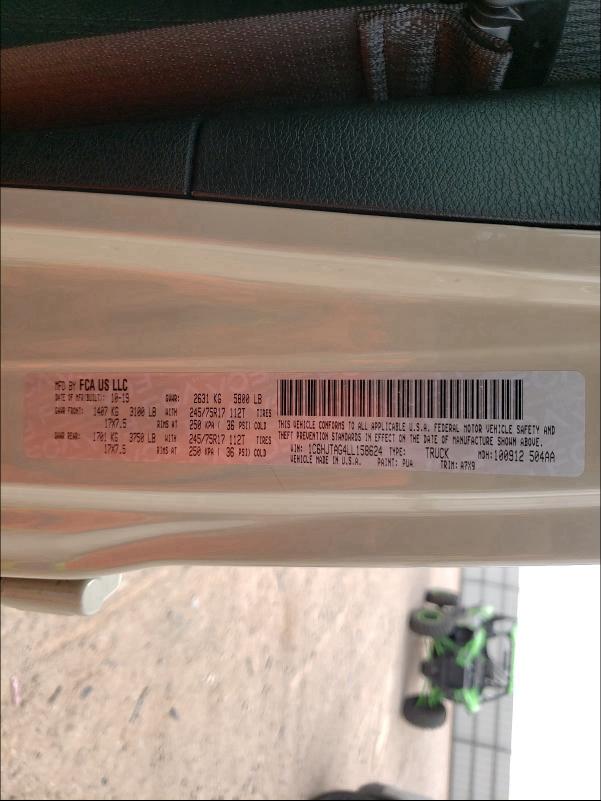 MFD BY FCA US LLC
DATE OF MFR(BUILT): 10-19 GVWR: 2631 KG 5800 LB
GAWR FRONT: 1407 KG 3100 LB WITH 245/75R17 112T TIRES
17X7.5 RIMS AT 250 KPA ( 36 PSI) COLD
GAWR REAR: 1701 KG 3750 LB WITH 245/75R17 112T TIRES
17X7.5 RIMS AT 250 KPA ( 36 PSI) COLD
THIS VEHICLE CONFORMS TO ALL APPLICABLE U.S.A. FEDERAL MOTOR VEHICLE SAFETY AND
THEFT PREVENTION STANDARDS IN EFFECT ON THE DATE OF MANUFACTURE SHOWN ABOVE.
VIN: 1C6HJTAG4LL158624 TYPE: TRUCK MDH: 100912 504AA
VEHICLE MADE IN U.S.A. PAINT: PUA TRIM: A7X9